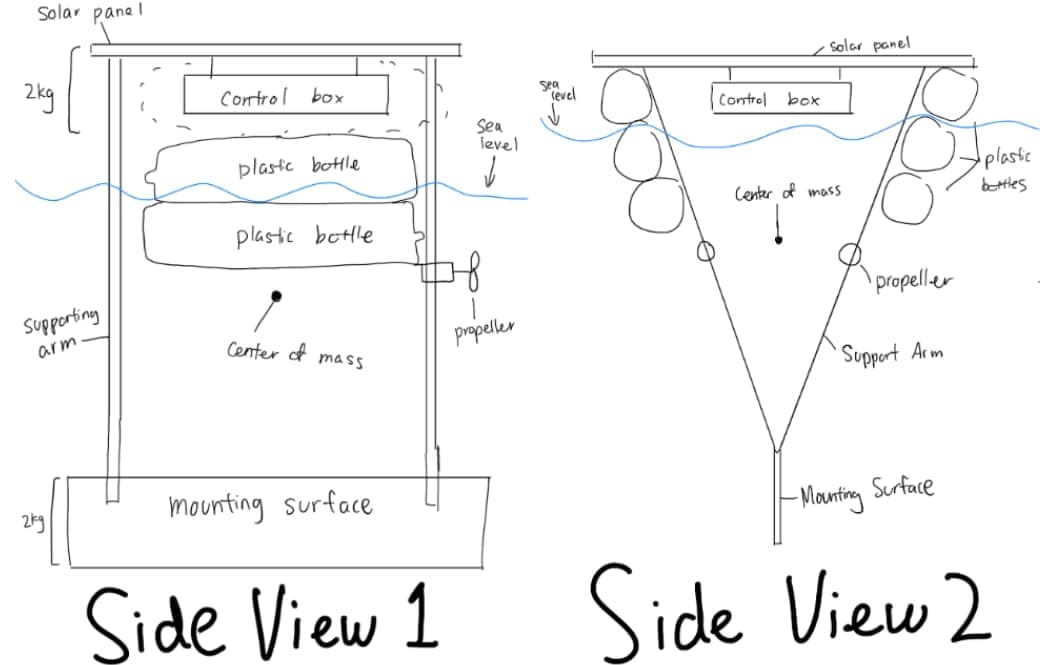 Solar panel
2kg
Control box
Sea
level
plastic bottle
plastic bottle
propeller
supporting
arm
Center of mass
2kg
mounting surface
Side View 1
solar panel
sea
level
Control box
plastic
bottles
Center of mass
propeller
Support Arm
Mounting Surface
Side View 2